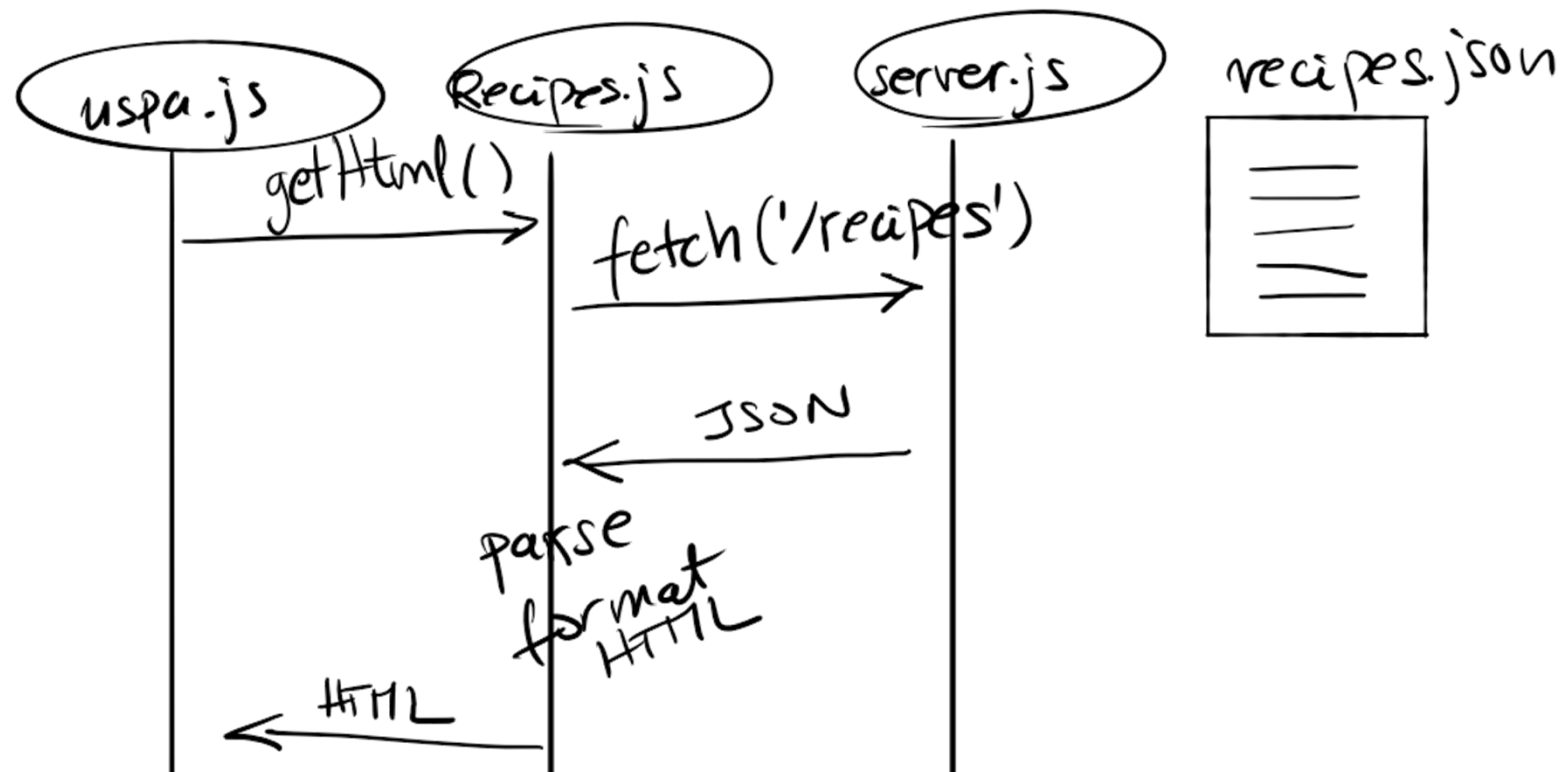 uspa.js
Recipes.js
server.js
recipes.json
getHtml()
fetch('/recipes')
JSON
parse
format
HTML
HTML